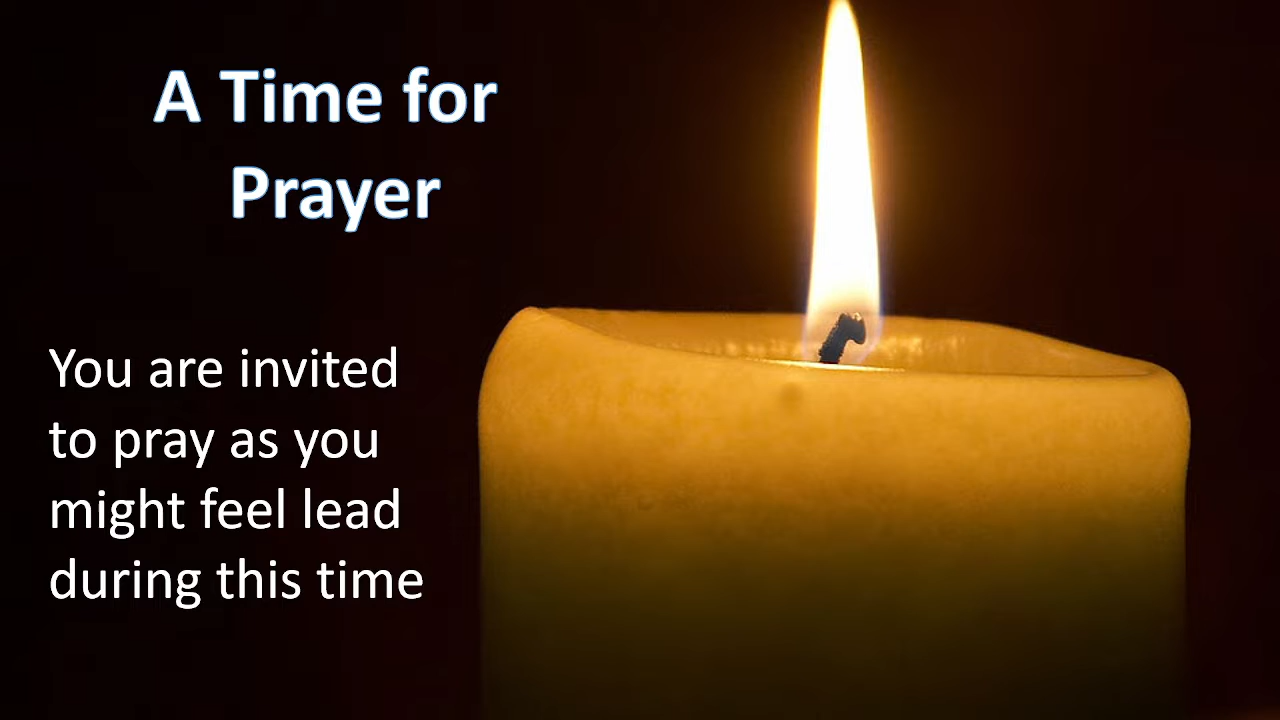 A Time for
Prayer
You are invited
to pray as you
might feel lead
during this time